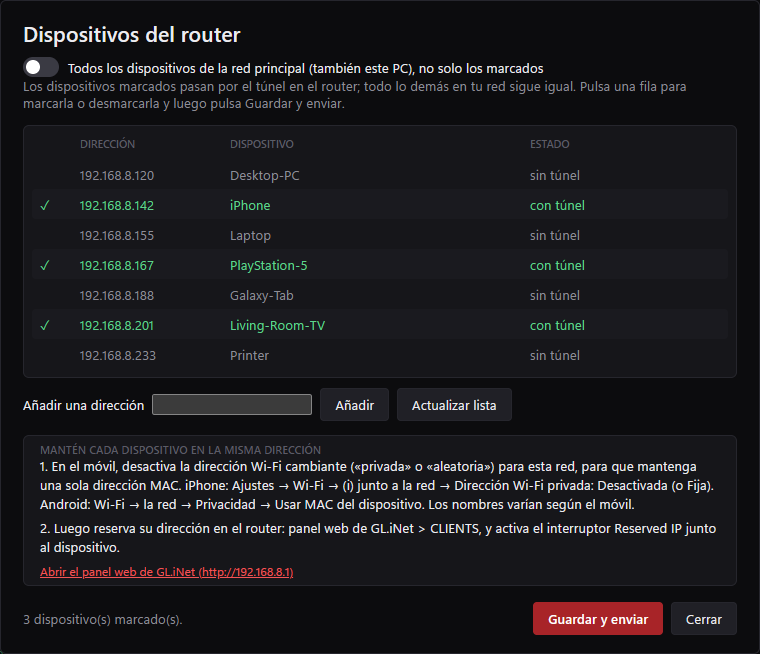 Dispositivos del router
Todos los dispositivos de la red principal (también este PC), no solo los marcados
Los dispositivos marcados pasan por el túnel en el router; todo lo demás en tu red sigue igual. Pulsa una fila para
marcarla o desmarcarla y luego pulsa Guardar y enviar.
DIRECCIÓN DISPOSITIVO ESTADO
192.168.8.120 Desktop-PC sin túnel
✓ 192.168.8.142 iPhone con túnel
192.168.8.155 Laptop sin túnel
✓ 192.168.8.167 PlayStation-5 con túnel
192.168.8.188 Galaxy-Tab sin túnel
✓ 192.168.8.201 Living-Room-TV con túnel
192.168.8.233 Printer sin túnel
Añadir una dirección Añadir Actualizar lista
MANTÉN CADA DISPOSITIVO EN LA MISMA DIRECCIÓN
1. En el móvil, desactiva la dirección Wi-Fi cambiante («privada» o «aleatoria») para esta red, para que mantenga
una sola dirección MAC. iPhone: Ajustes → Wi-Fi → (i) junto a la red → Dirección Wi-Fi privada: Desactivada (o Fija).
Android: Wi-Fi → la red → Privacidad → Usar MAC del dispositivo. Los nombres varían según el móvil.
2. Luego reserva su dirección en el router: panel web de GL.iNet > CLIENTS, y activa el interruptor Reserved IP junto
al dispositivo.
Abrir el panel web de GL.iNet (http://192.168.8.1)
3 dispositivo(s) marcado(s). Guardar y enviar Cerrar